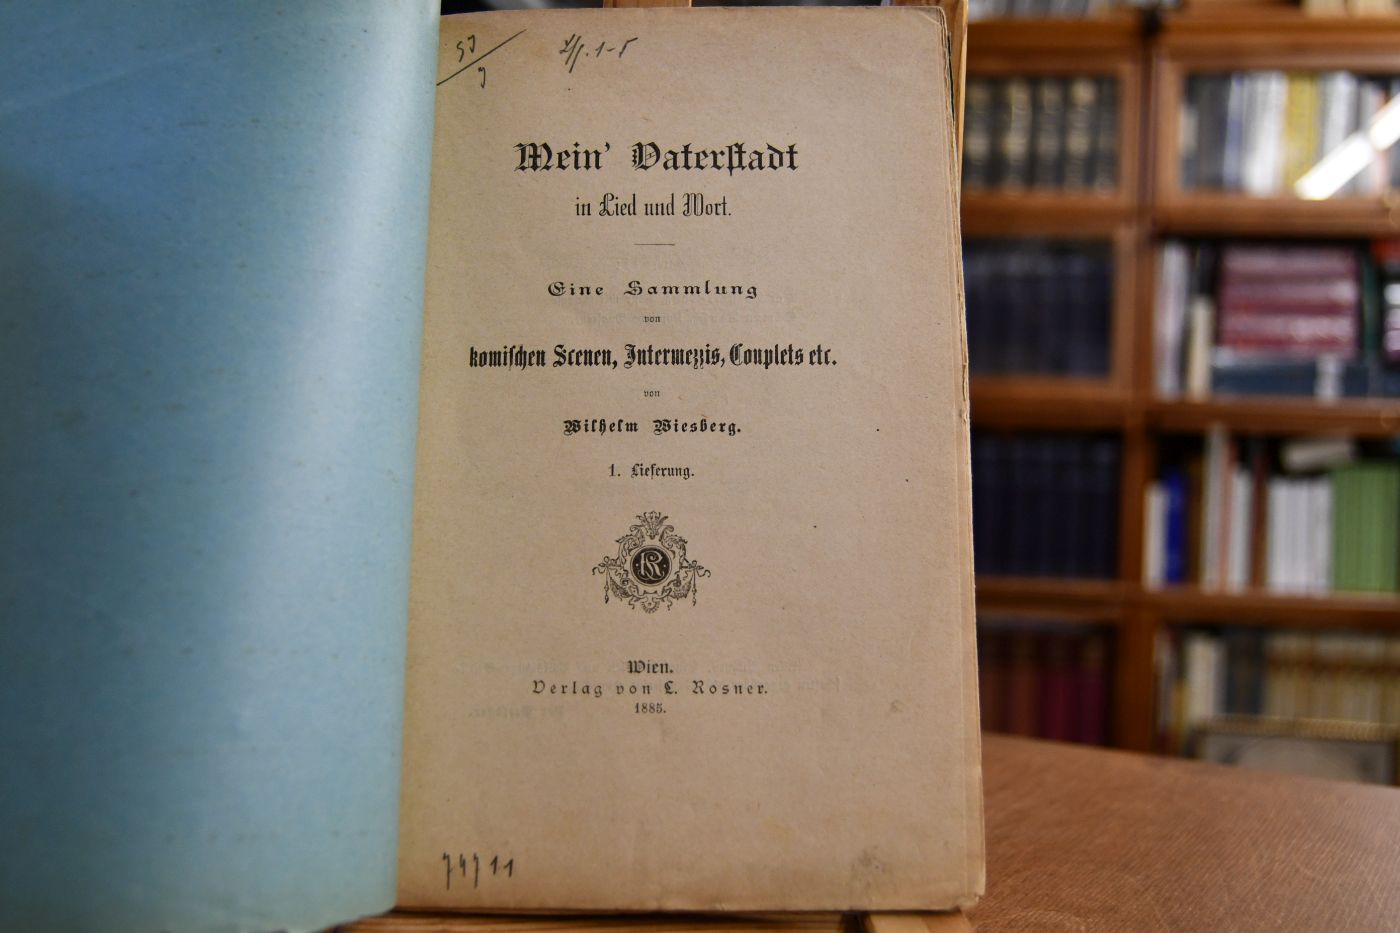 Mein' Vaterstadt
in Lied und Wort.
Eine Sammlung
von
komischen Scenen, Intermezzis, Couplets etc.
von
Wilhelm Wiesberg.
1. Lieferung.
Wien.
Verlag von L. Rosner.
1885.